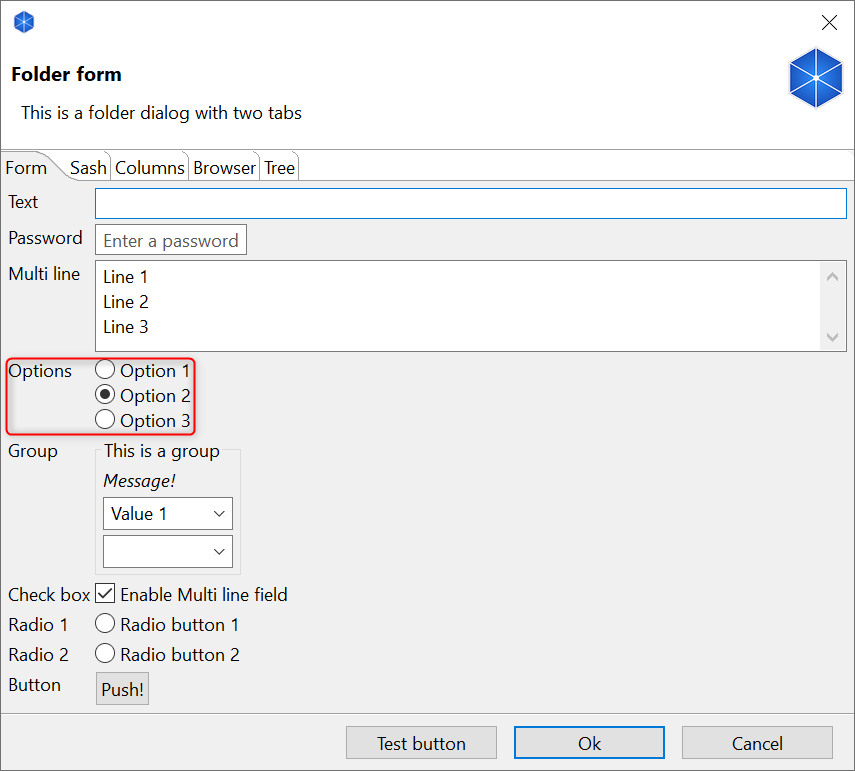 Folder form
This is a folder dialog with two tabs
Form Sash Columns Browser Tree
Text
Password Enter a password
Multi line Line 1
Line 2
Line 3
Options Option 1
Option 2
Option 3
Group This is a group
Message!
Value 1
Check box Enable Multi line field
Radio 1 Radio button 1
Radio 2 Radio button 2
Button Push!
Test button Ok Cancel